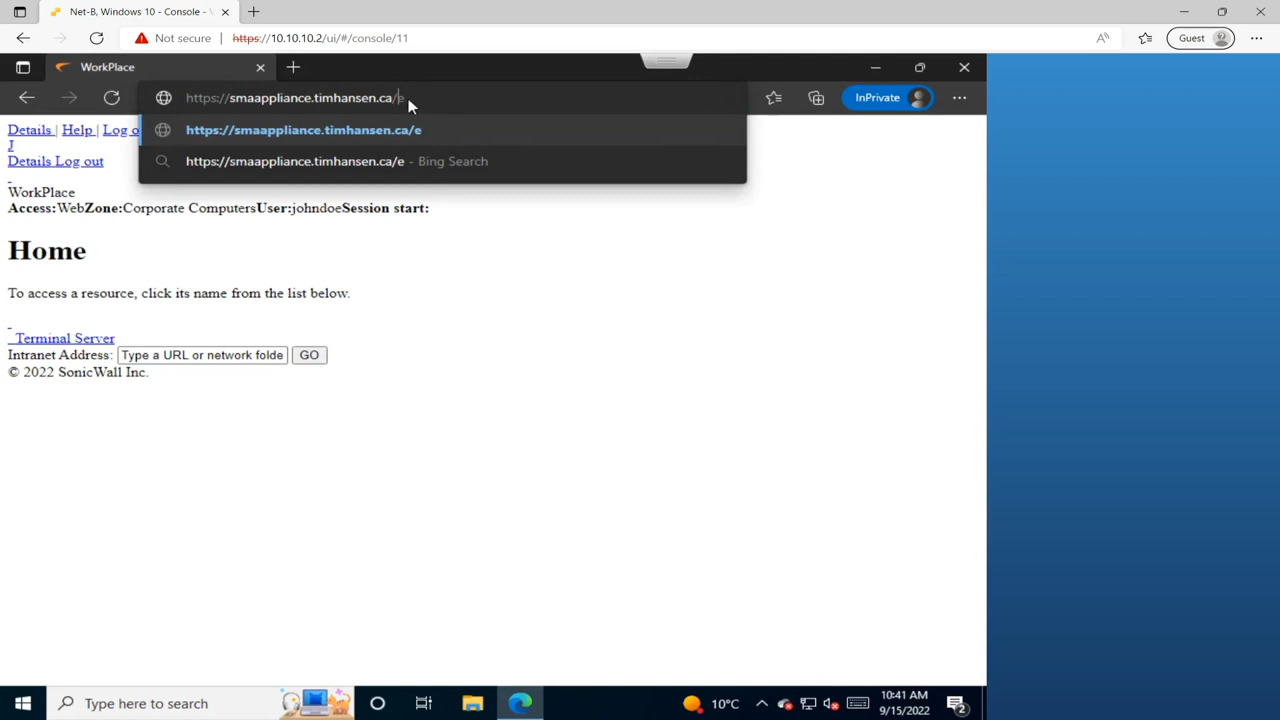 Net-B, Windows 10 - Console - \
Not secure | https://10.10.10.2/ui/#/console/11
Guest
WorkPlace
https://smaappliance.timhansen.ca/e
InPrivate
https://smaappliance.timhansen.ca/e
https://smaappliance.timhansen.ca/e - Bing Search
Details | Help | Log o
J
Details Log out
WorkPlace
Access:WebZone:Corporate ComputersUser:johndoeSession start:
Home
To access a resource, click its name from the list below.
Terminal Server
Intranet Address: Type a URL or network folde GO
© 2022 SonicWall Inc.
Type here to search
10°C
10:41 AM
9/15/2022
2